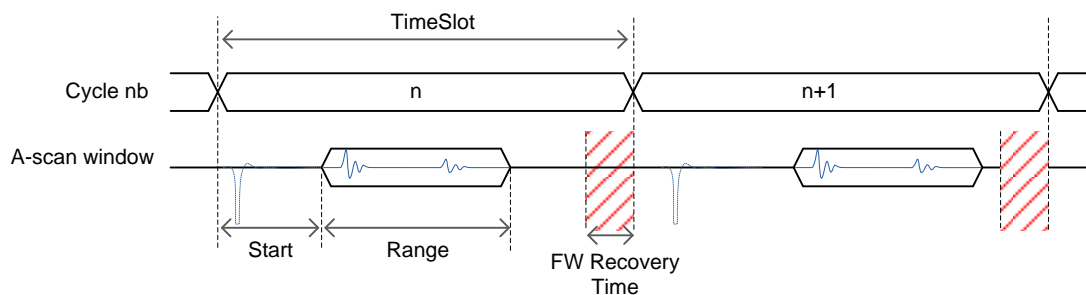 TimeSlot
Cycle nb
n
n+1
A-scan window
Start
Range
FW Recovery
Time